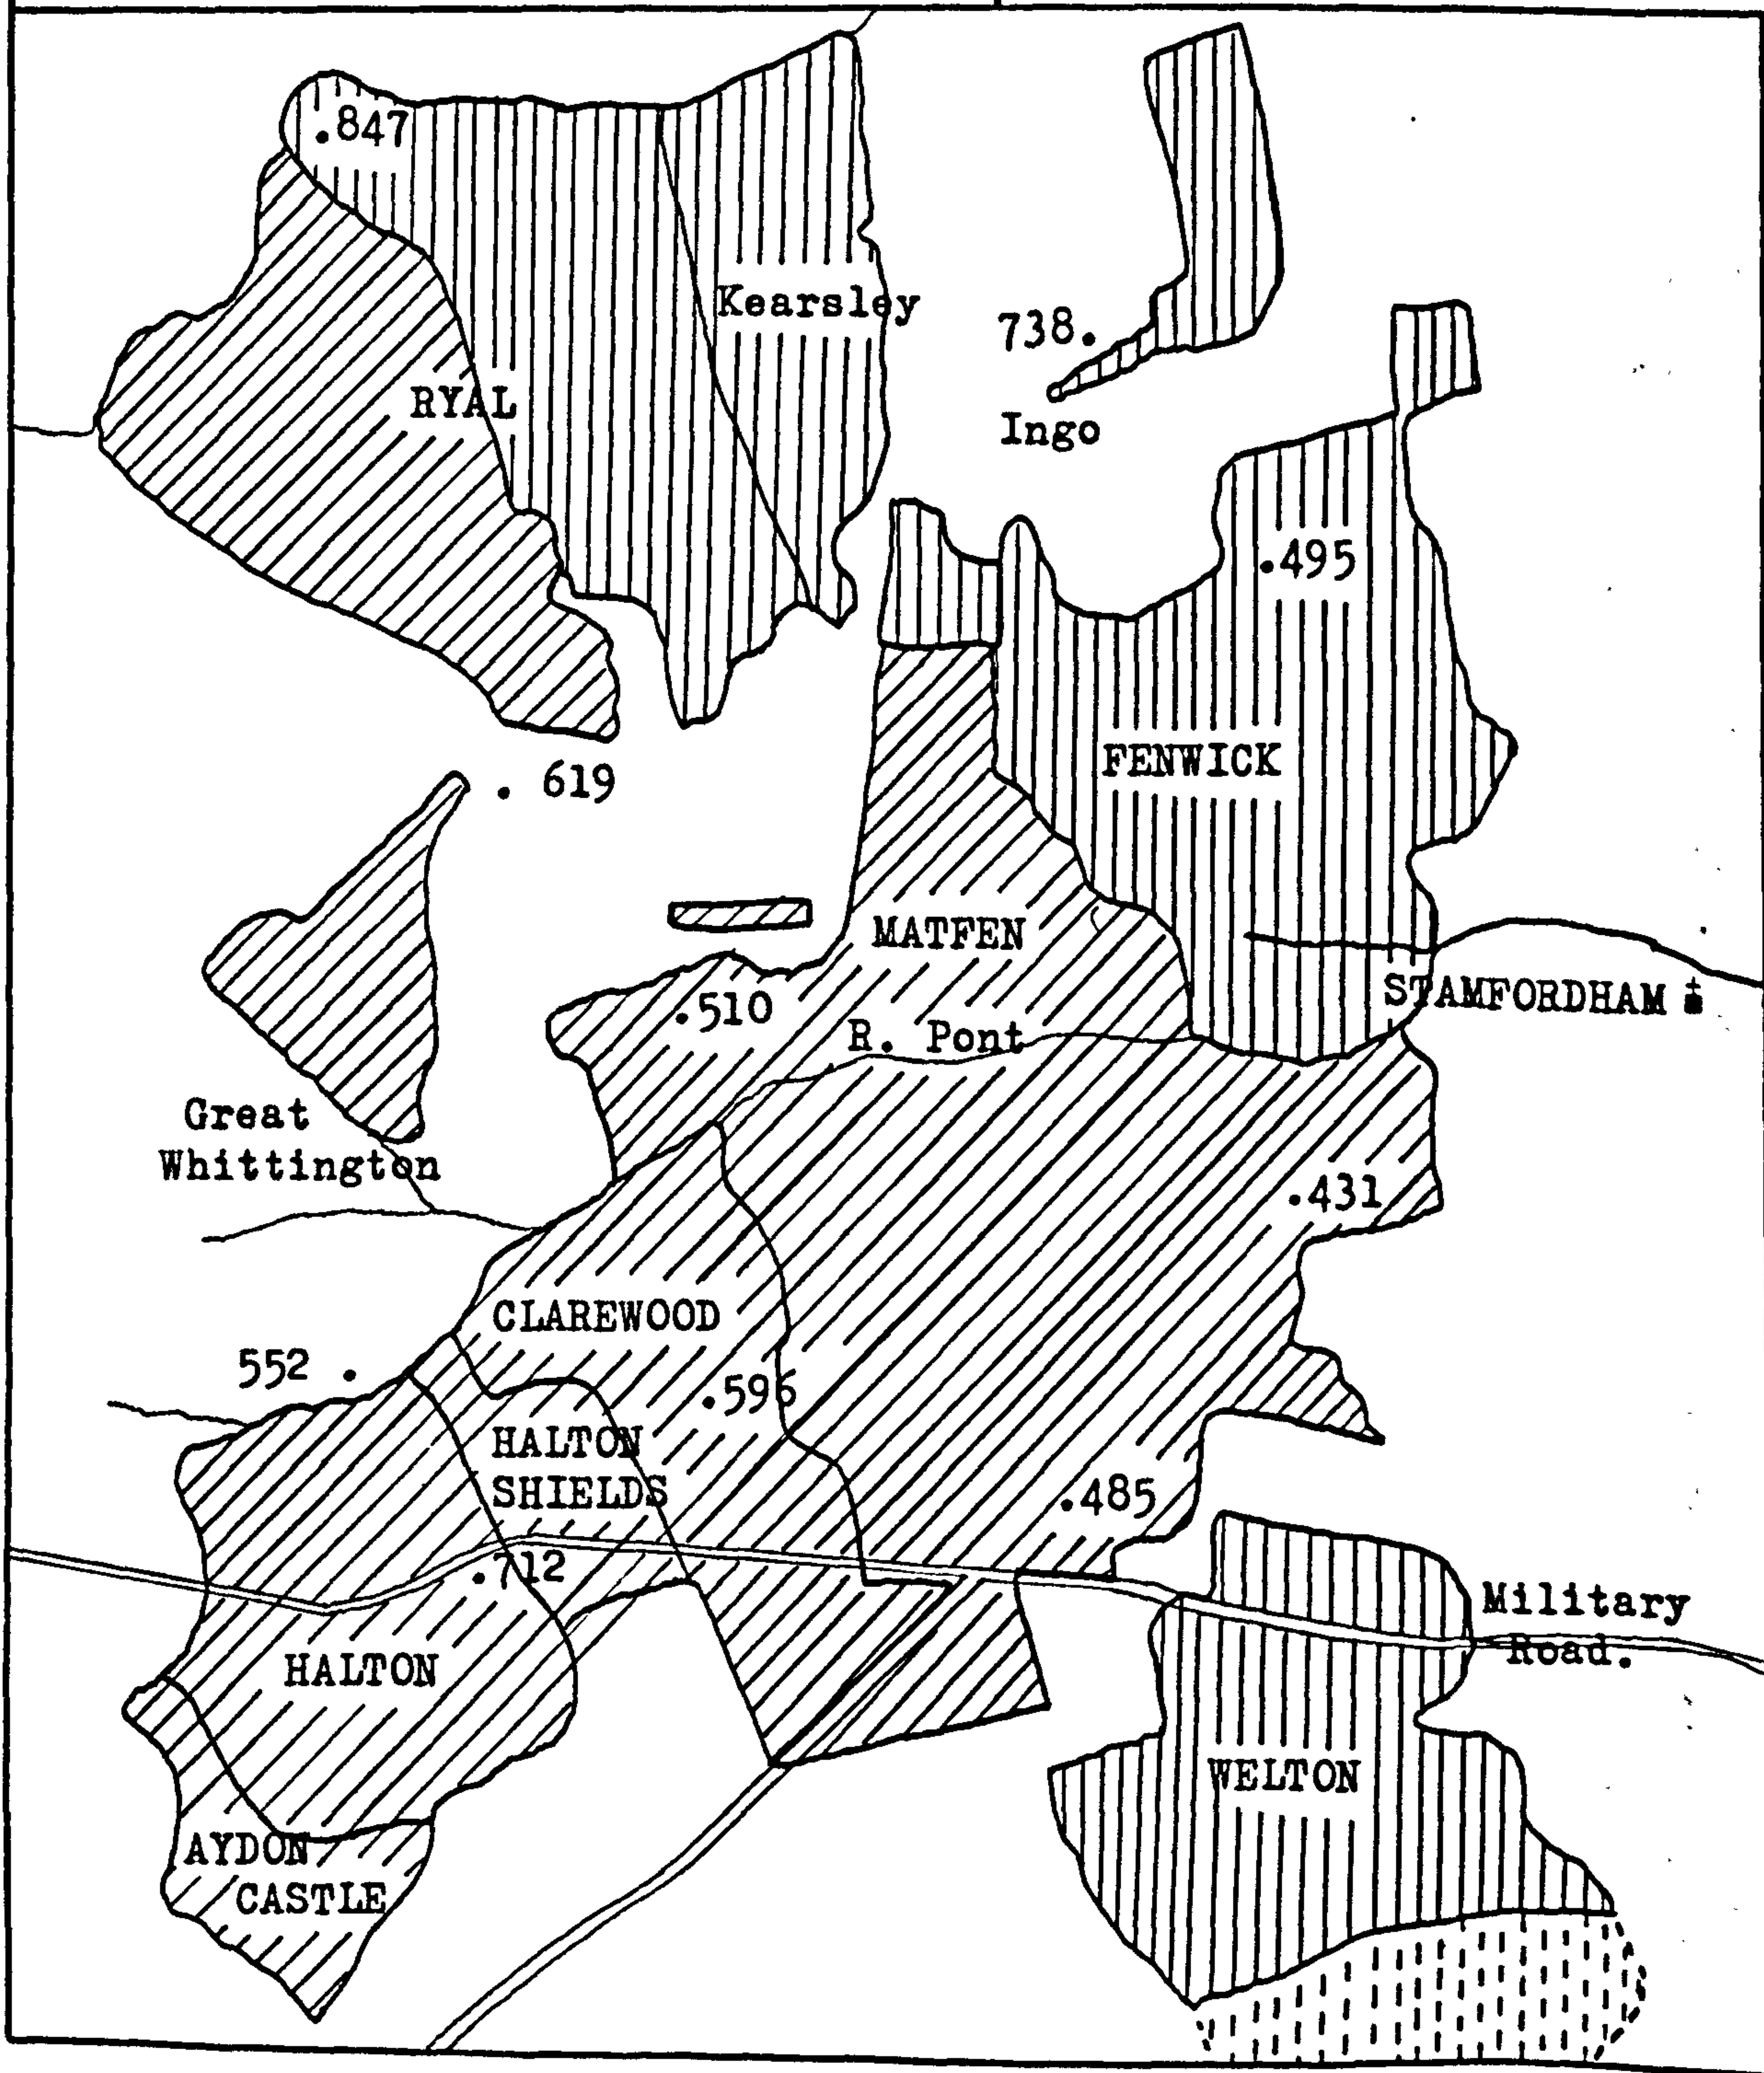 .847
Kearsley
738.
RYAL
Ingo
.495
FENWICK
. 619
MATFEN
STAMFORDHAM
.510
R. Pont
Great
Whittington
.431
CLAREWOOD
552 .
.596
HALTON
SHIELDS
.485
.712
Military
Road.
HALTON
WELTON
AYDON
CASTLE